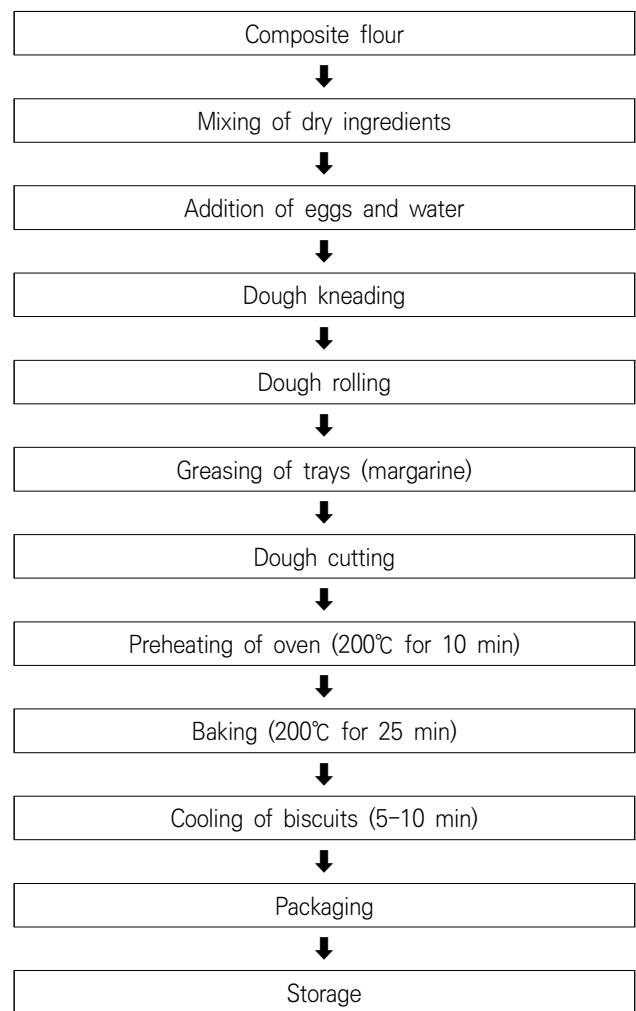 Composite flour
Mixing of dry ingredients
Addition of eggs and water
Dough kneading
Dough rolling
Greasing of trays (margarine)
Dough cutting
Preheating of oven (200℃ for 10 min)
Baking (200℃ for 25 min)
Cooling of biscuits (5-10 min)
Packaging
Storage